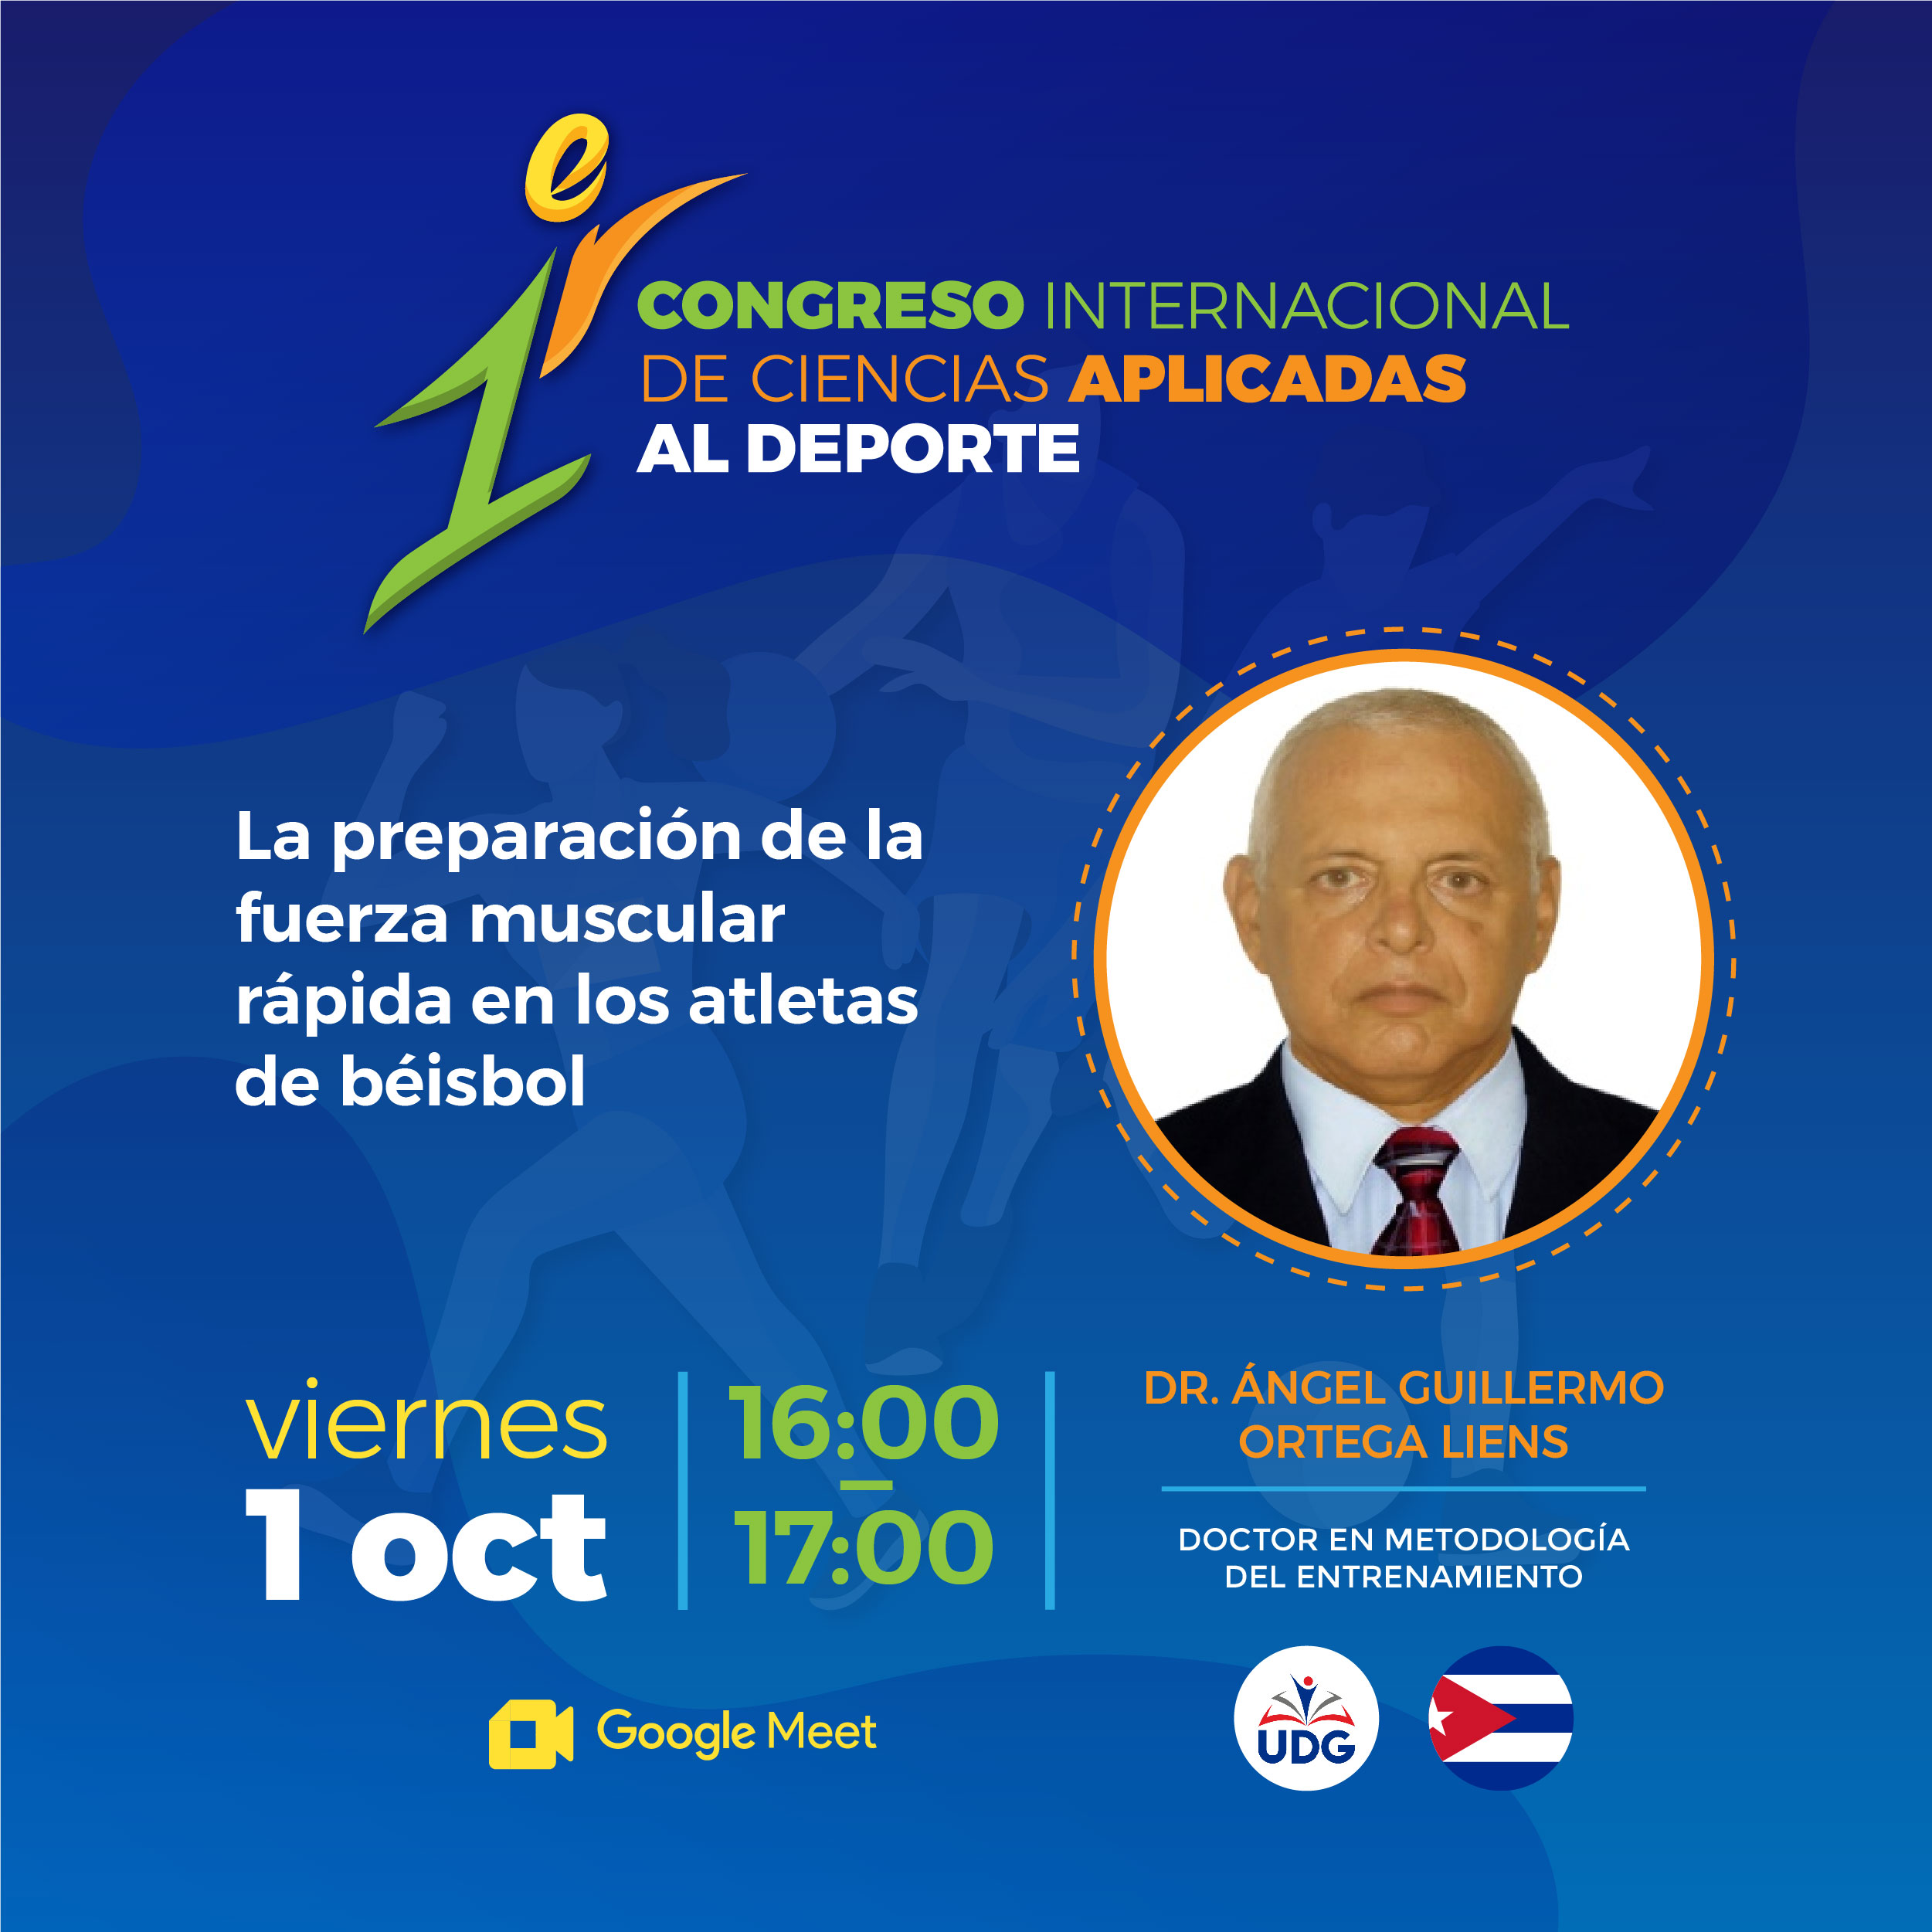 1er
CONGRESO INTERNACIONAL
DE CIENCIAS APLICADAS
AL DEPORTE
La preparación de la
fuerza muscular
rápida en los atletas
de béisbol
viernes
1 oct
16:00
–
17:00
DR. ÁNGEL GUILLERMO
ORTEGA LIENS
DOCTOR EN METODOLOGÍA
DEL ENTRENAMIENTO
Google Meet
UDG